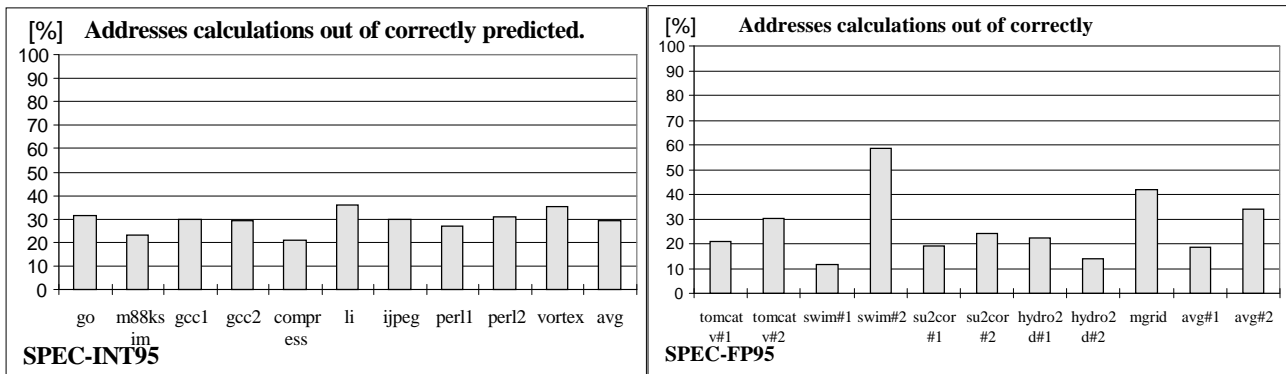 [%] Addresses calculations out of correctly predicted.
100
90
80
70
60
50
40
30
20
10
0
go m88ks gcc1 gcc2 compr li ijpeg perl1 perl2 vortex avg
im ess
SPEC-INT95
[%] Addresses calculations out of correctly
100
90
80
70
60
50
40
30
20
10
0
tomcat tomcat swim#1 swim#2 su2cor su2cor hydro2 hydro2 mgrid avg#1 avg#2
v#1 v#2 #1 #2 d#1 d#2
SPEC-FP95